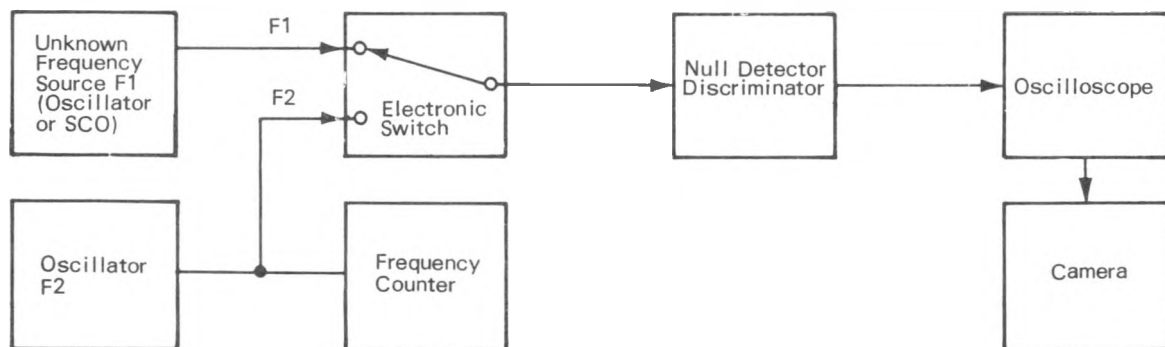 Unknown
Frequency
Source F1
(Oscillator
or SCO)
F1
F2
Electronic
Switch
Null Detector
Discriminator
Oscilloscope
Oscillator
F2
Frequency
Counter
Camera